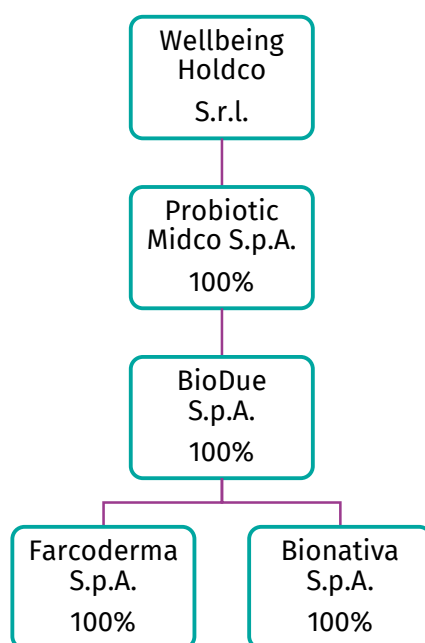 Wellbeing
Holdco
S.r.l.
Probiotic
Midco S.p.A.
100%
BioDue
S.p.A.
100%
Farcoderma
S.p.A.
100%
Bionativa
S.p.A.
100%